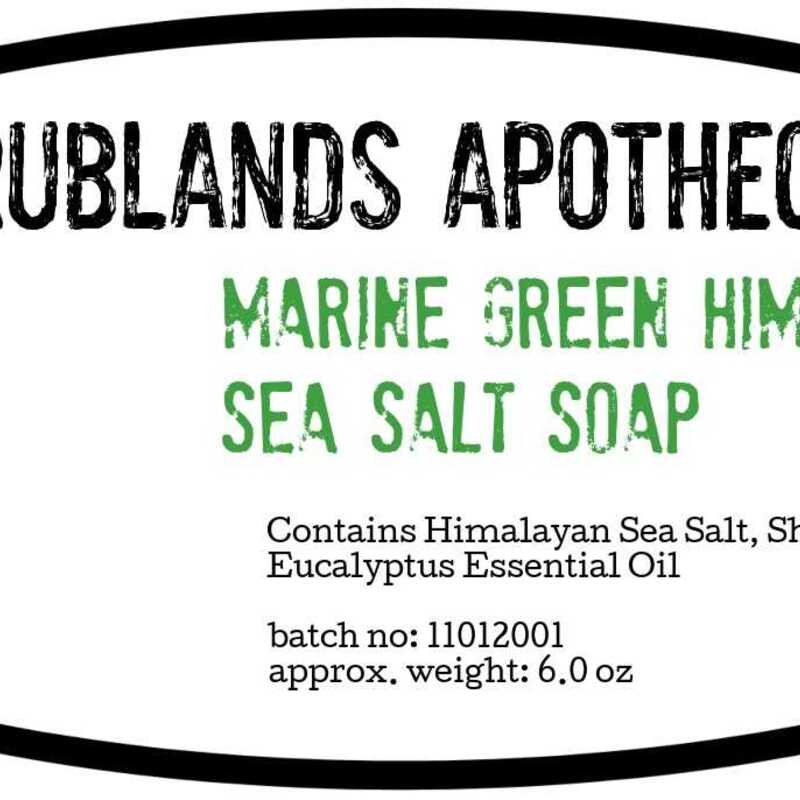 RUBLANDS APOTHEC
MARINE GREEN HIM
SEA SALT SOAP
Contains Himalayan Sea Salt, Sh
Eucalyptus Essential Oil
batch no: 11012001
approx. weight: 6.0 oz